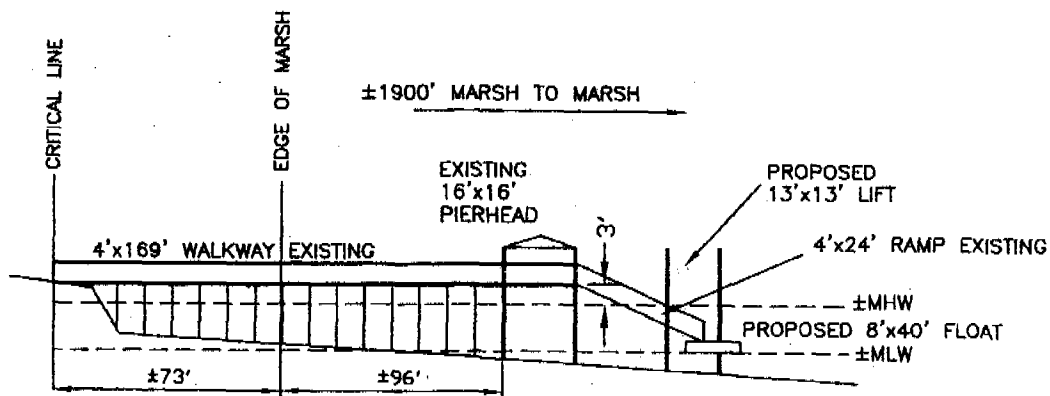 CRITICAL LINE
EDGE OF MARSH
±1900' MARSH TO MARSH
EXISTING
16'x16'
PIERHEAD
PROPOSED
13'x13' LIFT
3'
4'x169' WALKWAY EXISTING
4'x24' RAMP EXISTING
±MHW
PROPOSED 8'x40' FLOAT
±MLW
±73'
±96'